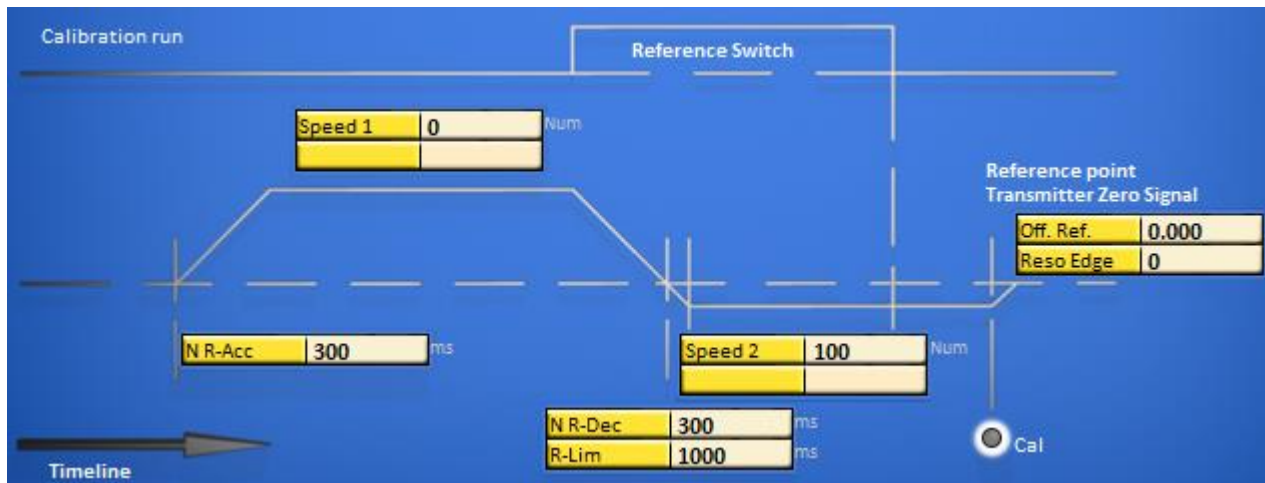 Calibration run
Reference Switch
Speed 1 0 Num
Reference point
Transmitter Zero Signal
Off. Ref. 0.000
Reso Edge 0
N R-Acc 300 ms
Speed 2 100 Num
N R-Dec 300 ms
R-Lim 1000 ms
Cal
Timeline